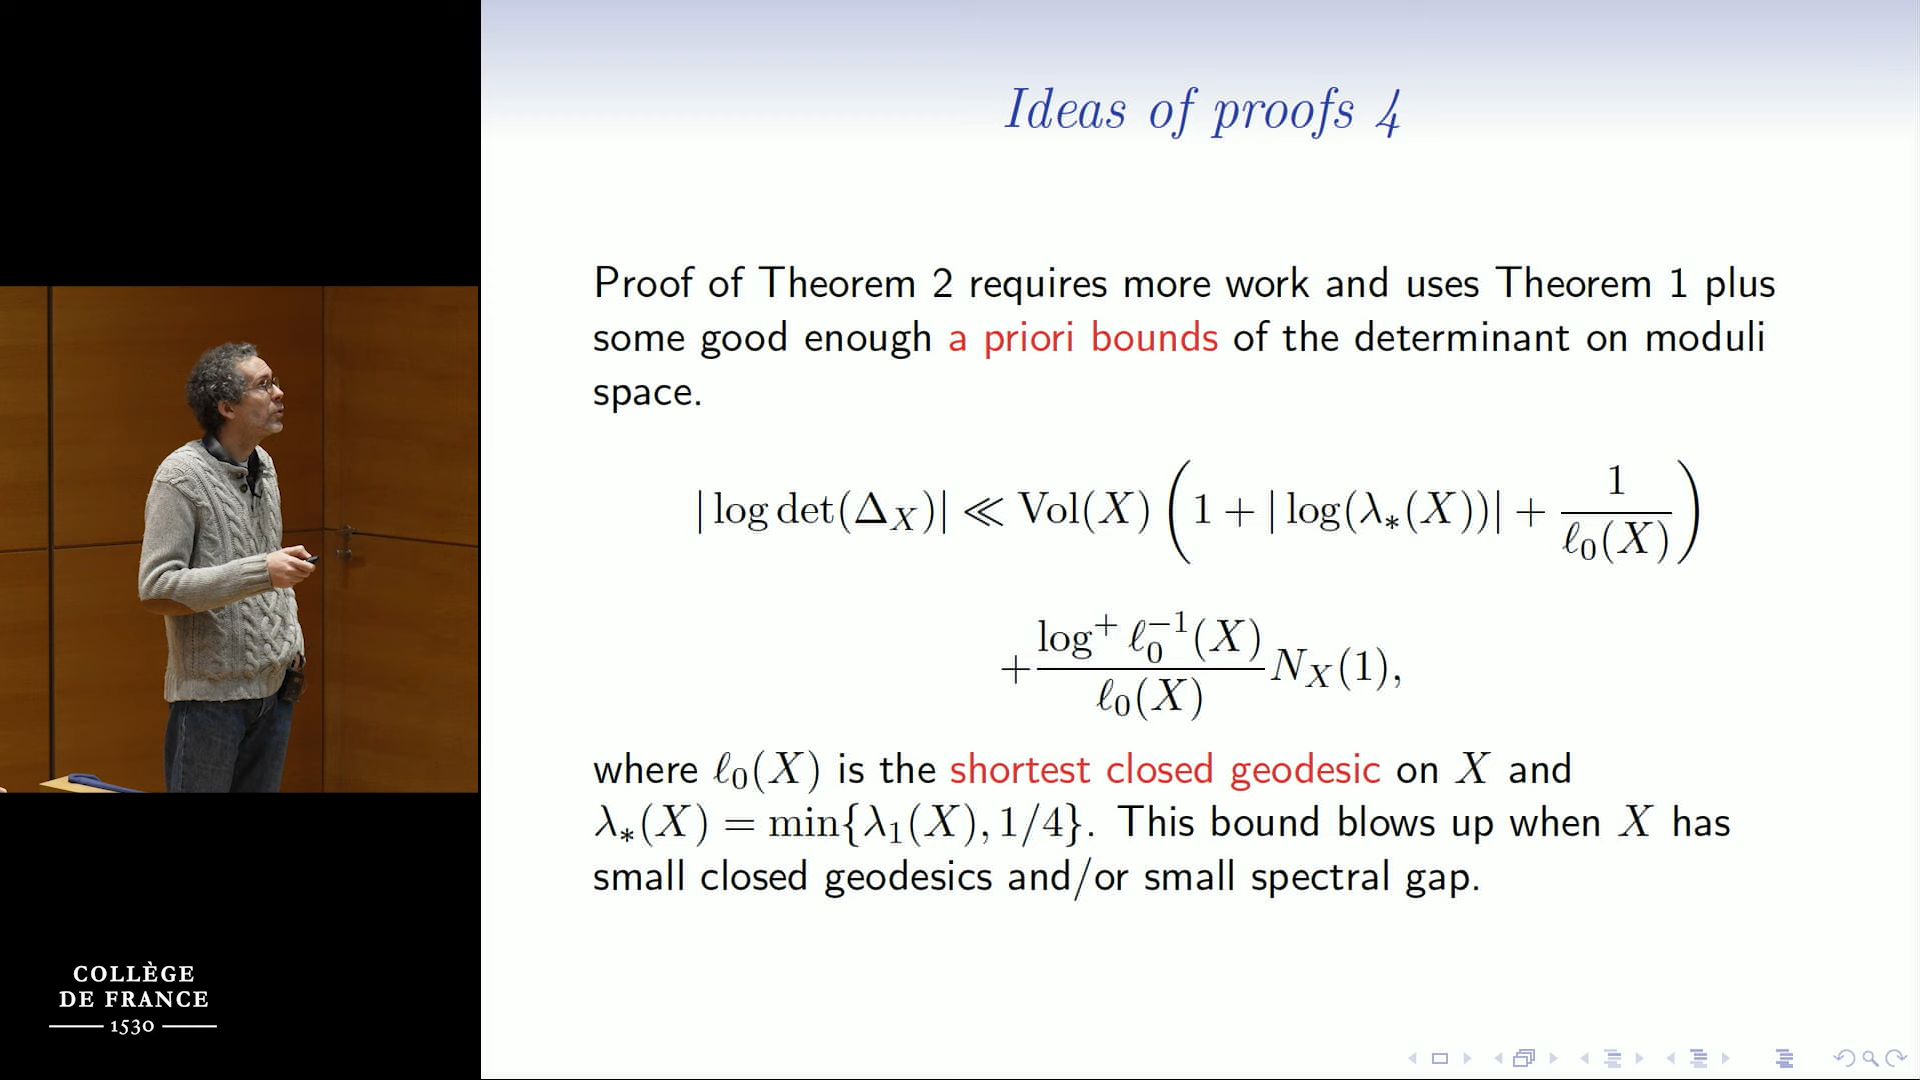 Ideas of proofs 4
Proof of Theorem 2 requires more work and uses Theorem 1 plus
some good enough a priori bounds of the determinant on moduli
space.
|log det(Δ_X)| ≪ Vol(X) (1 + |log(λ_*(X))| + 1/ℓ_0(X))
+ (log^+ ℓ_0^{-1}(X))/(ℓ_0(X)) N_X(1),
where ℓ_0(X) is the shortest closed geodesic on X and
λ_*(X) = min{λ_1(X), 1/4}. This bound blows up when X has
small closed geodesics and/or small spectral gap.
COLLÈGE
DE FRANCE
1530